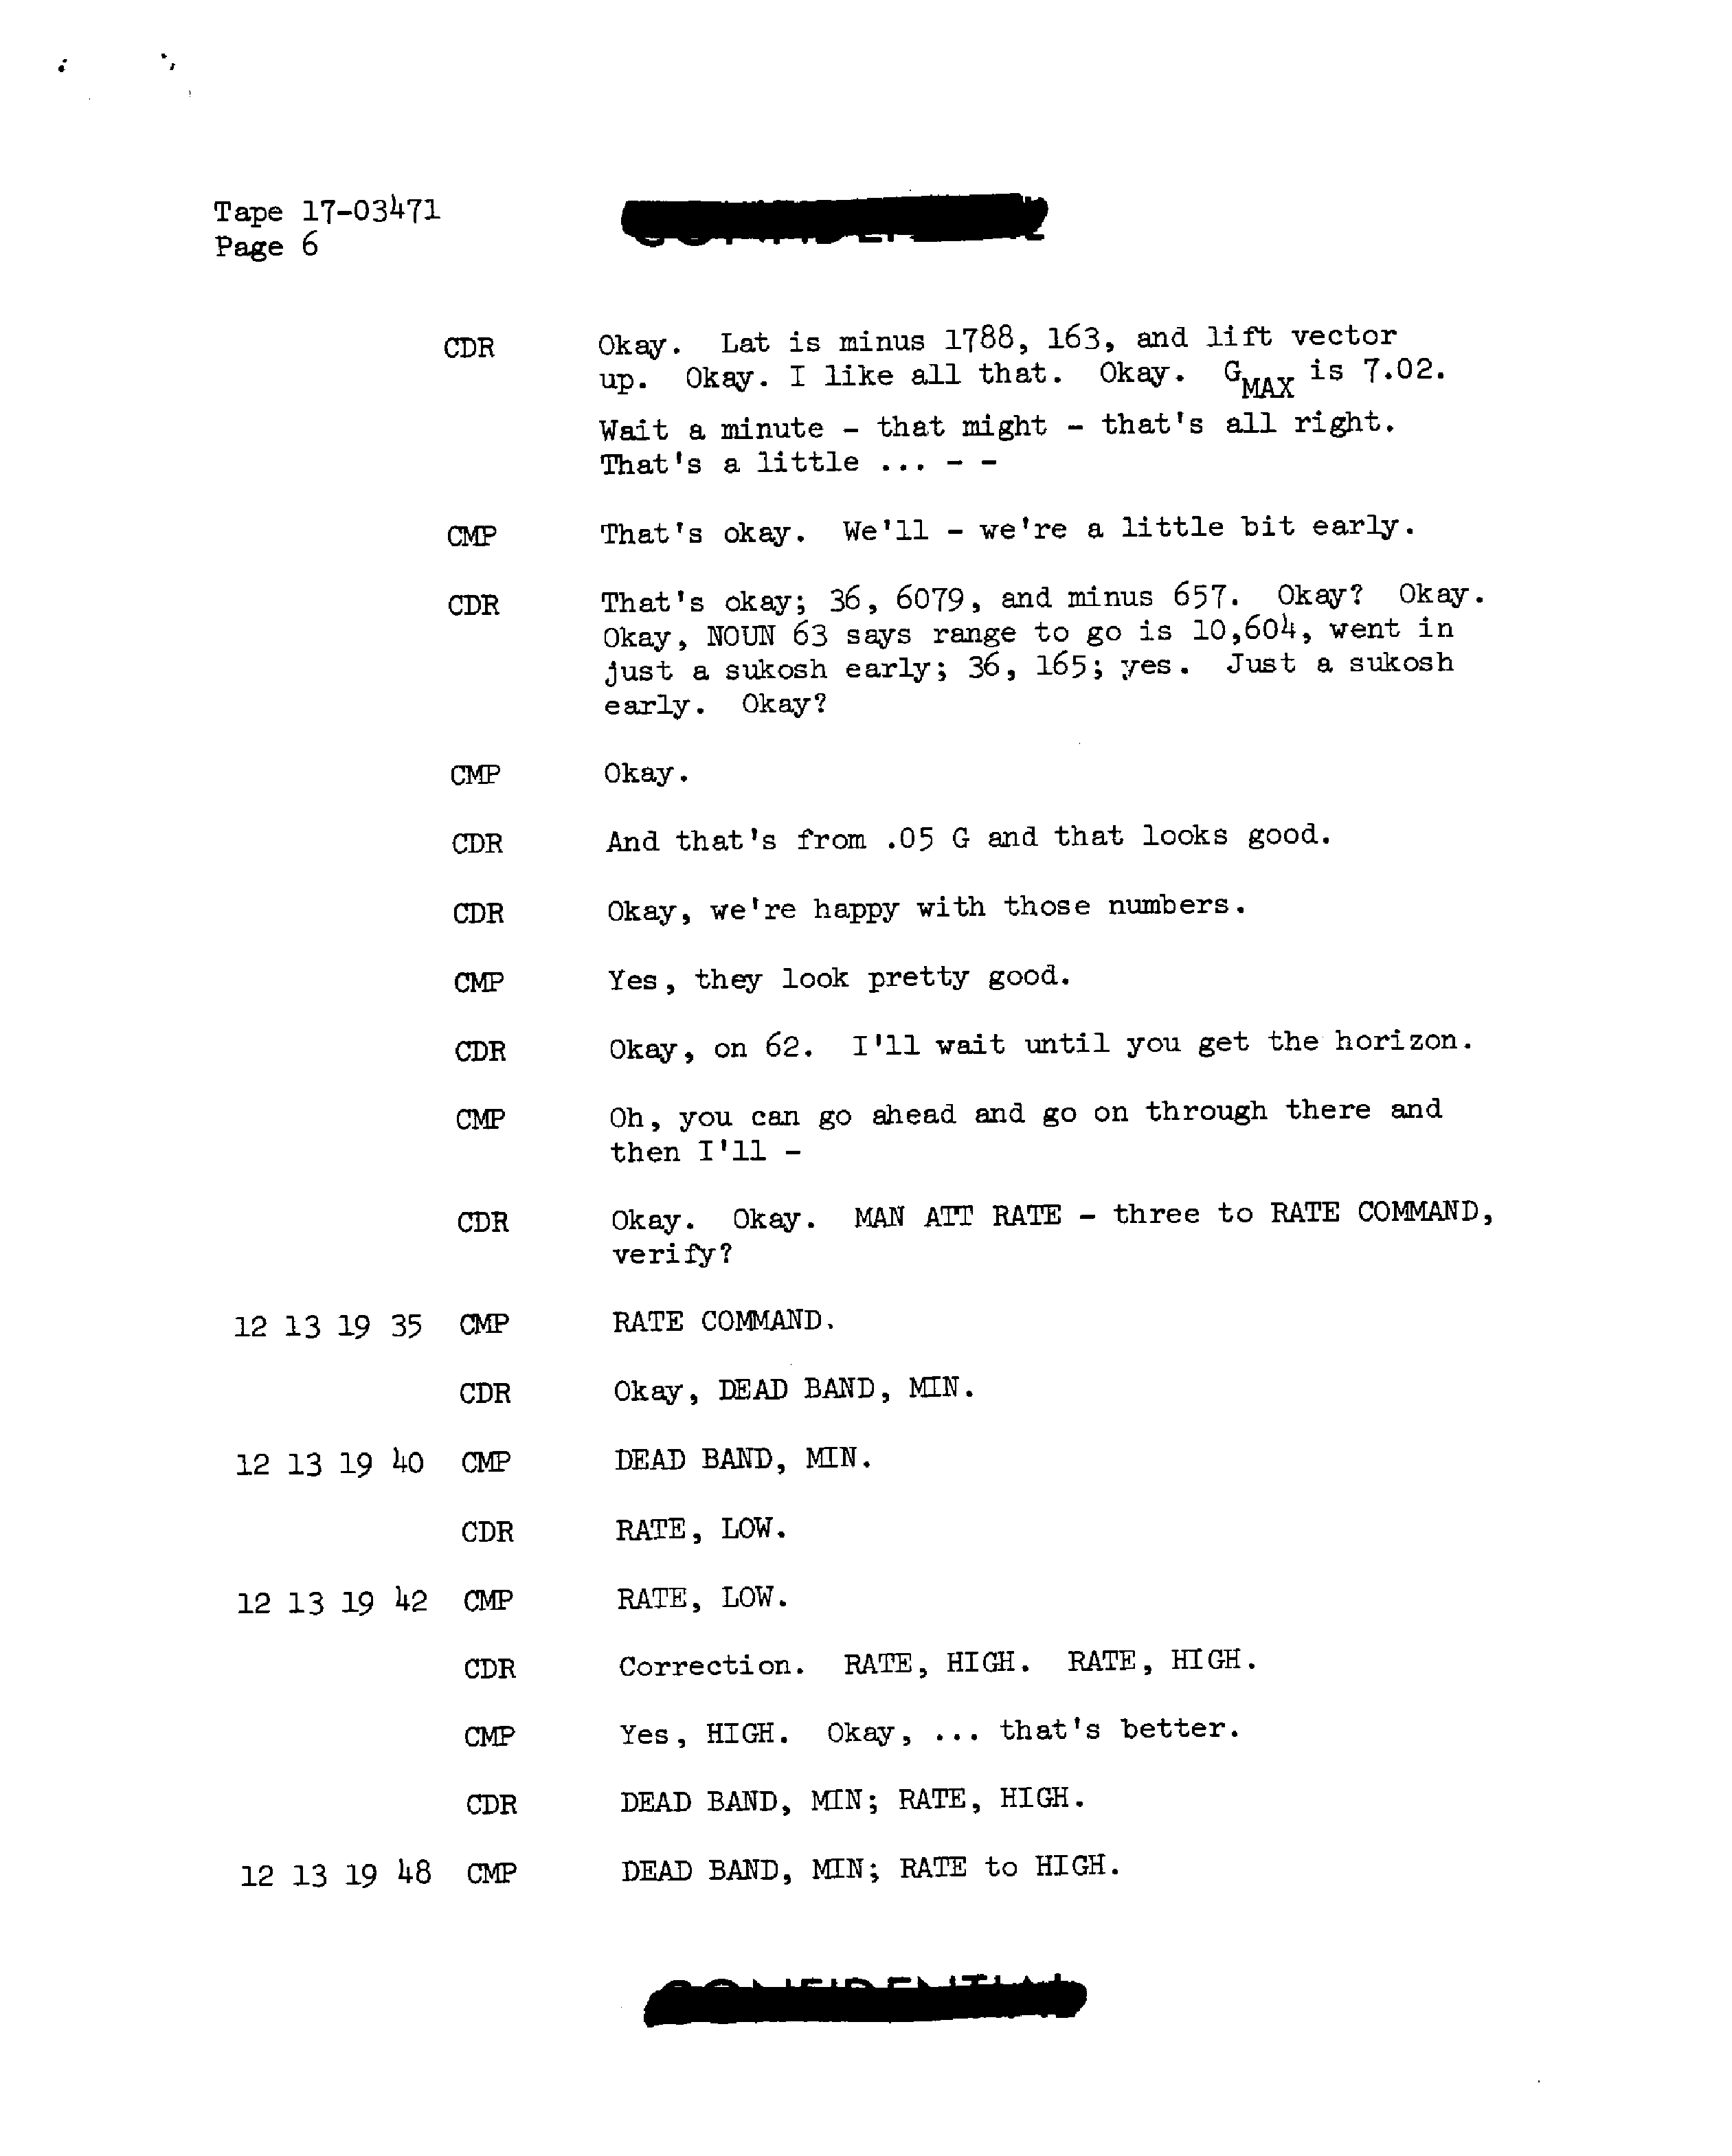 Tape 17-03471
Page 6
CONFIDENTIAL
CDR Okay. Lat is minus 1788, 163, and lift vector
up. Okay. I like all that. Okay. GMAX is 7.02.
Wait a minute - that might - that's all right.
That's a little ... - -
CMP That's okay. We'll - we're a little bit early.
CDR That's okay; 36, 6079, and minus 657. Okay? Okay.
Okay, NOUN 63 says range to go is 10,604, went in
just a sukosh early; 36, 165; yes. Just a sukosh
early. Okay?
CMP Okay.
CDR And that's from .05 G and that looks good.
CDR Okay, we're happy with those numbers.
CMP Yes, they look pretty good.
CDR Okay, on 62. I'll wait until you get the horizon.
CMP Oh, you can go ahead and go on through there and
then I'll -
CDR Okay. Okay. MAN ATT RATE - three to RATE COMMAND,
verify?
12 13 19 35 CMP RATE COMMAND.
CDR Okay, DEAD BAND, MIN.
12 13 19 40 CMP DEAD BAND, MIN.
CDR RATE, LOW.
12 13 19 42 CMP RATE, LOW.
CDR Correction. RATE, HIGH. RATE, HIGH.
CMP Yes, HIGH. Okay, ... that's better.
CDR DEAD BAND, MIN; RATE, HIGH.
12 13 19 48 CMP DEAD BAND, MIN; RATE to HIGH.
CONFIDENTIAL